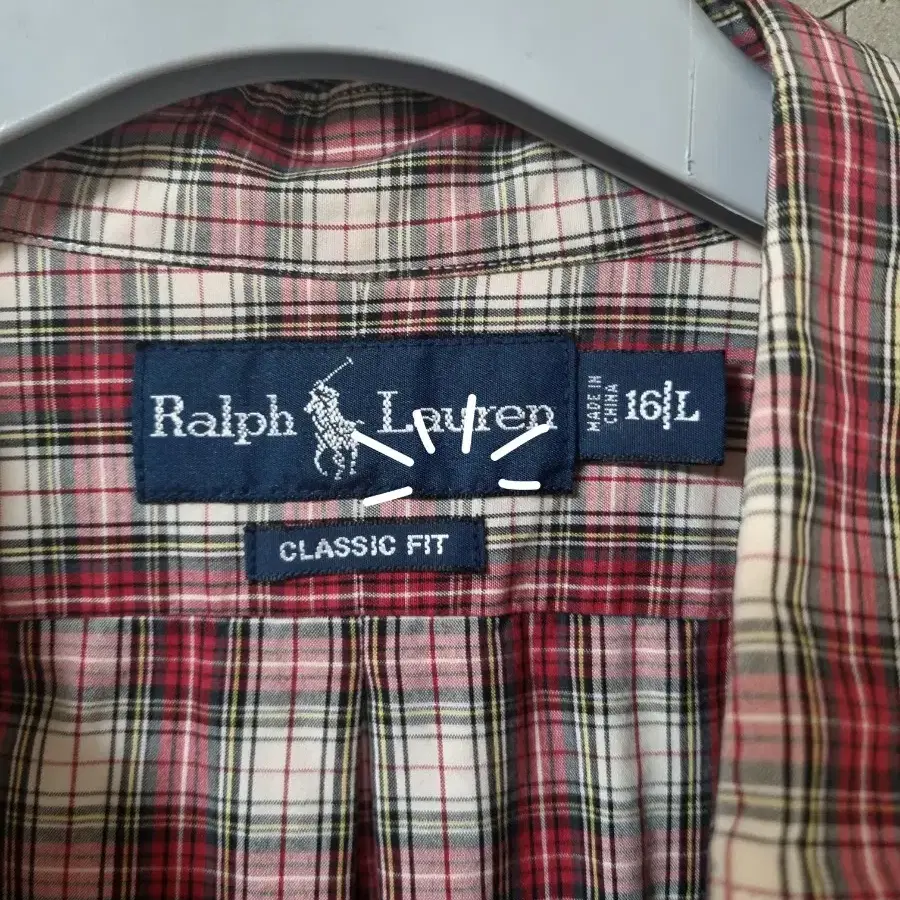 Ralph Lauren
MADE IN
CHINA
16 L
CLASSIC FIT